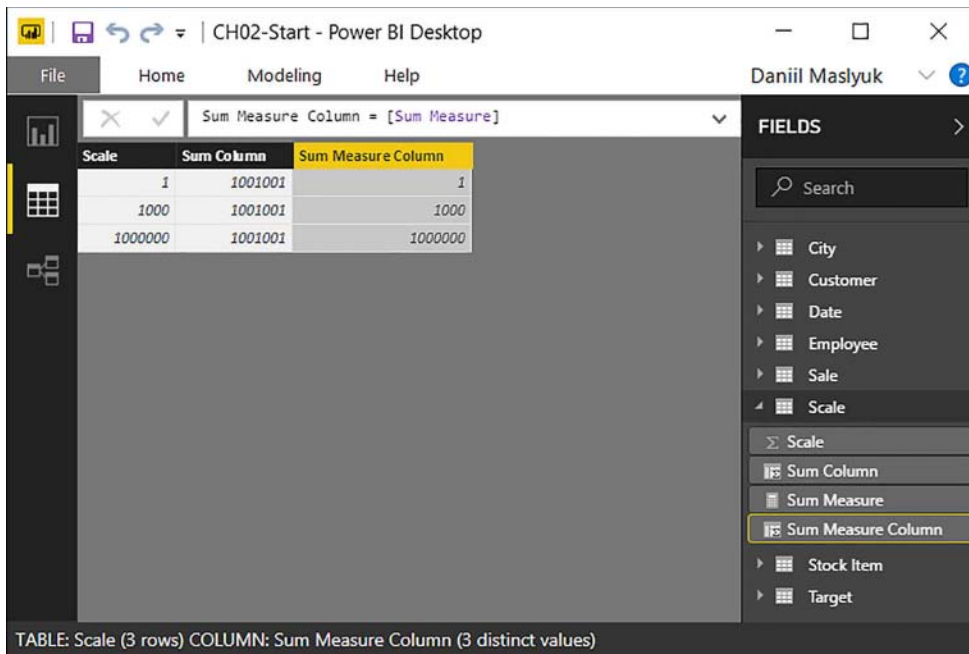 CH02-Start - Power BI Desktop
File Home Modeling Help Daniil Maslyuk ?
Sum Measure Column = [Sum Measure]
Scale Sum Column Sum Measure Column
1 1001001 1
1000 1001001 1000
1000000 1001001 1000000
FIELDS
Search
City
Customer
Date
Employee
Sale
Scale
Σ Scale
Sum Column
Sum Measure
Sum Measure Column
Stock Item
Target
TABLE: Scale (3 rows) COLUMN: Sum Measure Column (3 distinct values)